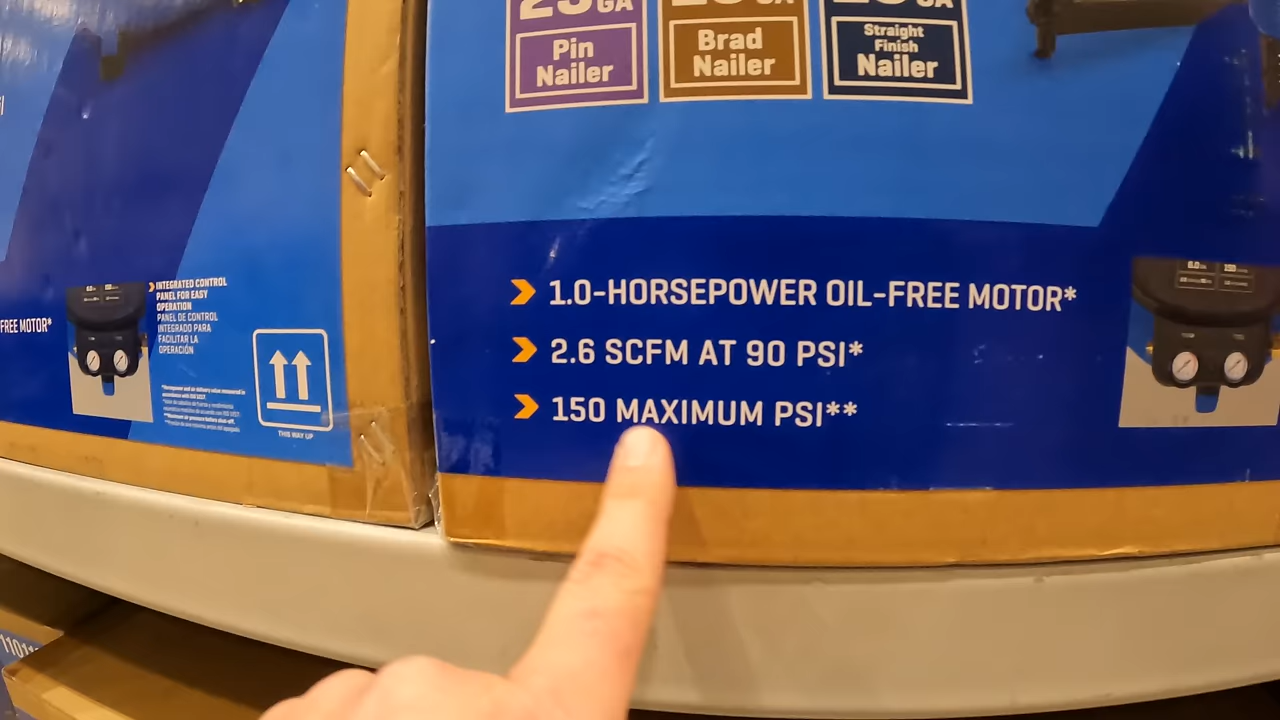 GA
Pin
Nailer
Brad
Nailer
Straight
Finish
Nailer
1.0-HORSEPOWER OIL-FREE MOTOR*
2.6 SCFM AT 90 PSI*
150 MAXIMUM PSI**
FREE MOTOR*
INTEGRATED CONTROL
PANEL FOR EASY
OPERATION
PANEL DE CONTROL
INTEGRADO PARA
FACILITAR LA
OPERACIÓN
THIS WAY UP